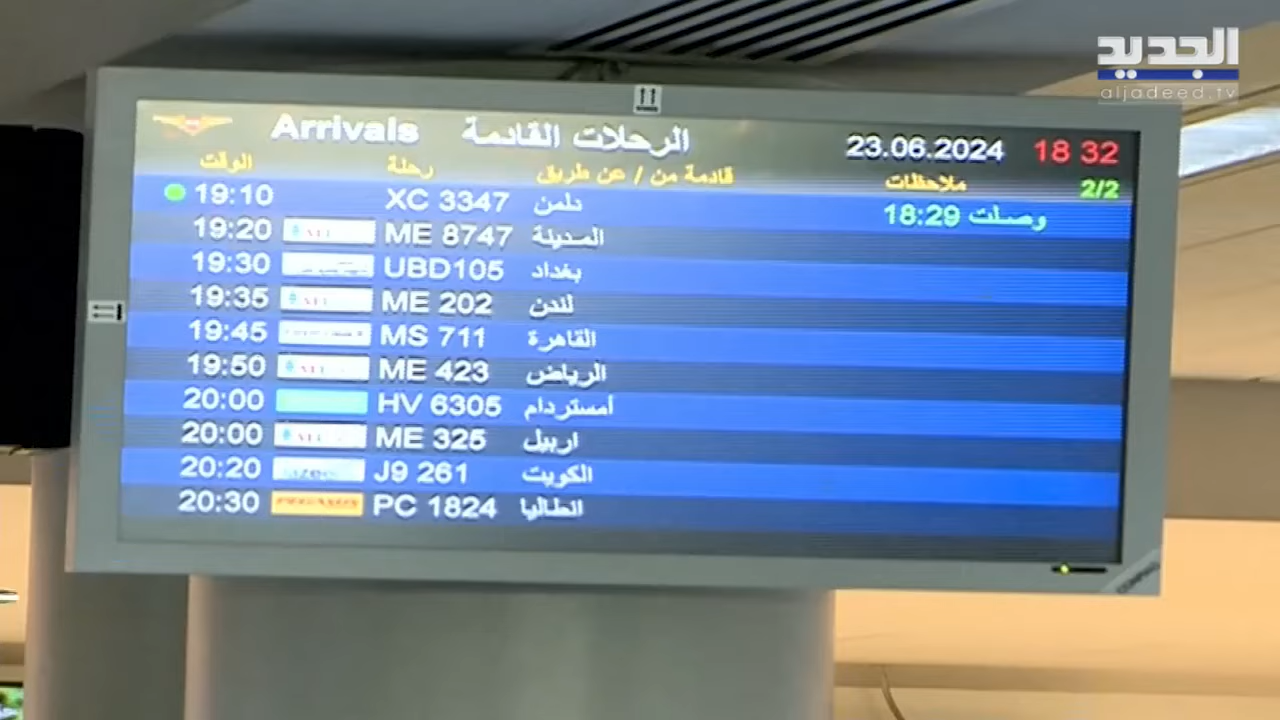 الجديد
aljadeed.tv
Arrivals الرحلات القادمة 23.06.2024 18 32
الوقت رحلة قادمة من / عن طريق ملاحظات 2/2
19:10 XC 3347 دلمن وصلت 18:29
19:20 ME 8747 المدينة
19:30 UBD105 بغداد
19:35 ME 202 لندن
19:45 MS 711 القاهرة
19:50 ME 423 الرياض
20:00 HV 6305 أمستردام
20:00 ME 325 اربيل
20:20 J9 261 الكويت
20:30 PEGASUS PC 1824 انطاليا